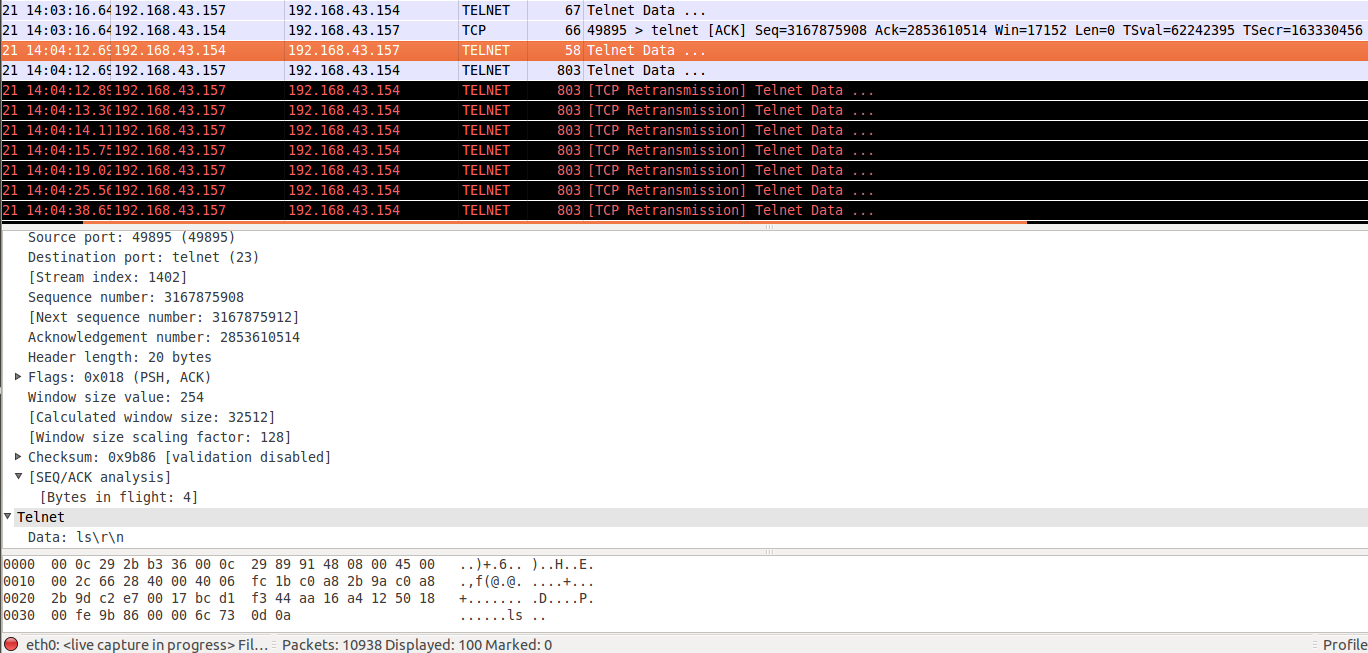 21 14:03:16.64 192.168.43.157 192.168.43.154 TELNET 67 Telnet Data ...
21 14:03:16.64 192.168.43.154 192.168.43.157 TCP 66 49895 > telnet [ACK] Seq=3167875908 Ack=2853610514 Win=17152 Len=0 TSval=62242395 TSecr=163330456
21 14:04:12.69 192.168.43.154 192.168.43.157 TELNET 58 Telnet Data ...
21 14:04:12.69 192.168.43.157 192.168.43.154 TELNET 803 Telnet Data ...
21 14:04:12.89 192.168.43.157 192.168.43.154 TELNET 803 [TCP Retransmission] Telnet Data ...
21 14:04:13.30 192.168.43.157 192.168.43.154 TELNET 803 [TCP Retransmission] Telnet Data ...
21 14:04:14.11 192.168.43.157 192.168.43.154 TELNET 803 [TCP Retransmission] Telnet Data ...
21 14:04:15.75 192.168.43.157 192.168.43.154 TELNET 803 [TCP Retransmission] Telnet Data ...
21 14:04:19.02 192.168.43.157 192.168.43.154 TELNET 803 [TCP Retransmission] Telnet Data ...
21 14:04:25.56 192.168.43.157 192.168.43.154 TELNET 803 [TCP Retransmission] Telnet Data ...
21 14:04:38.65 192.168.43.157 192.168.43.154 TELNET 803 [TCP Retransmission] Telnet Data ...
Source port: 49895 (49895)
Destination port: telnet (23)
[Stream index: 1402]
Sequence number: 3167875908
[Next sequence number: 3167875912]
Acknowledgement number: 2853610514
Header length: 20 bytes
Flags: 0x018 (PSH, ACK)
Window size value: 254
[Calculated window size: 32512]
[Window size scaling factor: 128]
Checksum: 0x9b86 [validation disabled]
[SEQ/ACK analysis]
[Bytes in flight: 4]
Telnet
Data: ls\r\n
0000 00 0c 29 2b b3 36 00 0c 29 89 91 48 08 00 45 00 ..)+.6.. )..H..E.
0010 00 2c 66 28 40 00 40 06 fc 1b c0 a8 2b 9a c0 a8 .,f(@.@. ....+...
0020 2b 9d c2 e7 00 17 bc d1 f3 44 aa 16 a4 12 50 18 +....... .D....P.
0030 00 fe 9b 86 00 00 6c 73 0d 0a ......ls ..
eth0: <live capture in progress> Fil... Packets: 10938 Displayed: 100 Marked: 0 Profile